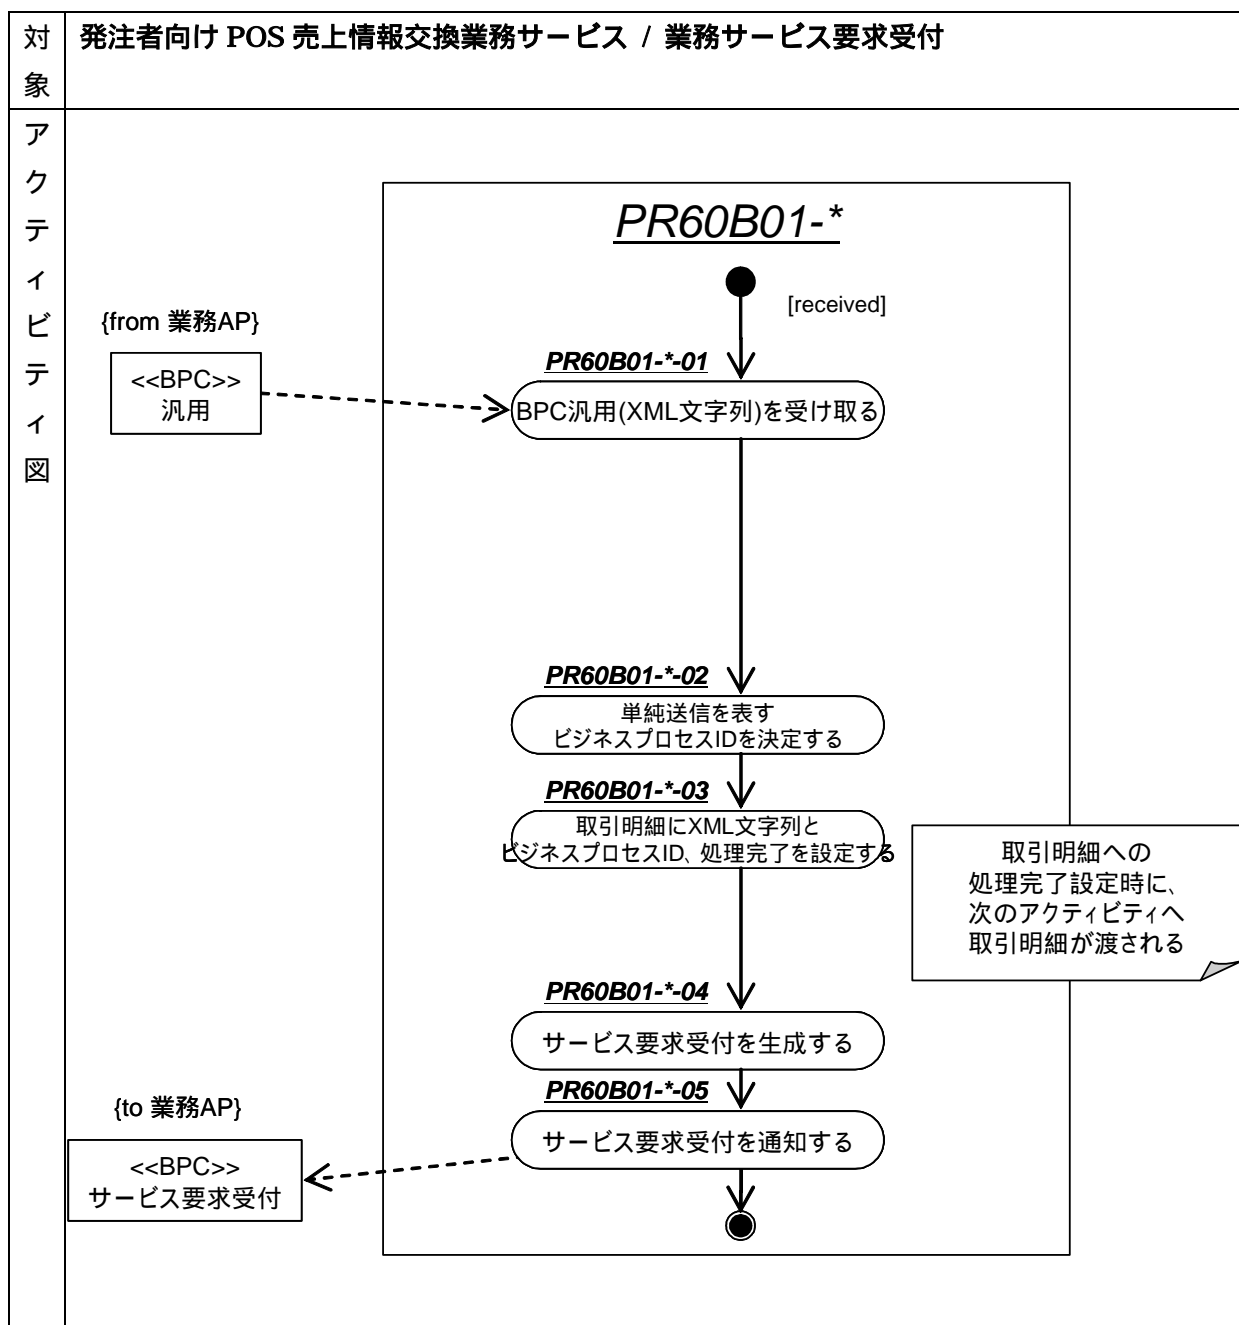 対象
発注者向け POS 売上情報交換業務サービス / 業務サービス要求受付
アクティビティ図
PR60B01-*
[received]
{from 業務AP}
<<BPC>>
汎用
PR60B01-*-01
BPC汎用(XML文字列)を受け取る
PR60B01-*-02
単純送信を表す
ビジネスプロセスIDを決定する
PR60B01-*-03
取引明細にXML文字列と
ビジネスプロセスID、処理完了を設定する
取引明細への
処理完了設定時に、
次のアクティビティへ
取引明細が渡される
PR60B01-*-04
サービス要求受付を生成する
PR60B01-*-05
サービス要求受付を通知する
{to 業務AP}
<<BPC>>
サービス要求受付